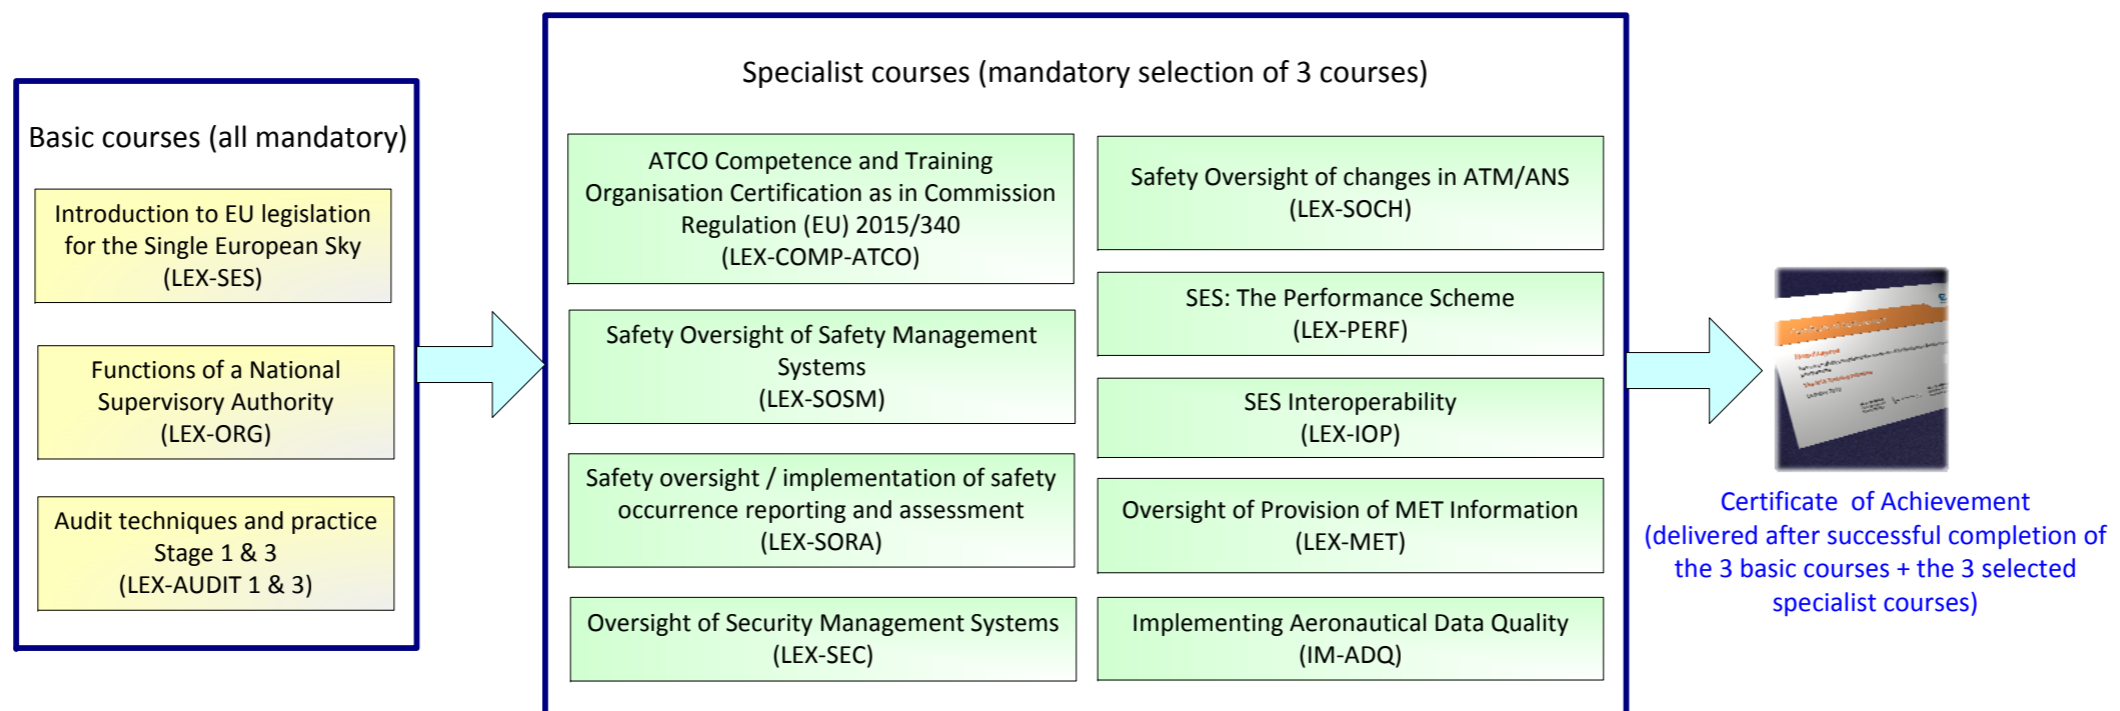 Basic courses (all mandatory)
Introduction to EU legislation
for the Single European Sky
(LEX-SES)
Functions of a National
Supervisory Authority
(LEX-ORG)
Audit techniques and practice
Stage 1 & 3
(LEX-AUDIT 1 & 3)
Specialist courses (mandatory selection of 3 courses)
ATCO Competence and Training
Organisation Certification as in Commission
Regulation (EU) 2015/340
(LEX-COMP-ATCO)
Safety Oversight of Safety Management
Systems
(LEX-SOSM)
Safety oversight / implementation of safety
occurrence reporting and assessment
(LEX-SORA)
Oversight of Security Management Systems
(LEX-SEC)
Safety Oversight of changes in ATM/ANS
(LEX-SOCH)
SES: The Performance Scheme
(LEX-PERF)
SES Interoperability
(LEX-IOP)
Oversight of Provision of MET Information
(LEX-MET)
Implementing Aeronautical Data Quality
(IM-ADQ)
Certificate of Achievement
(delivered after successful completion of
the 3 basic courses + the 3 selected
specialist courses)